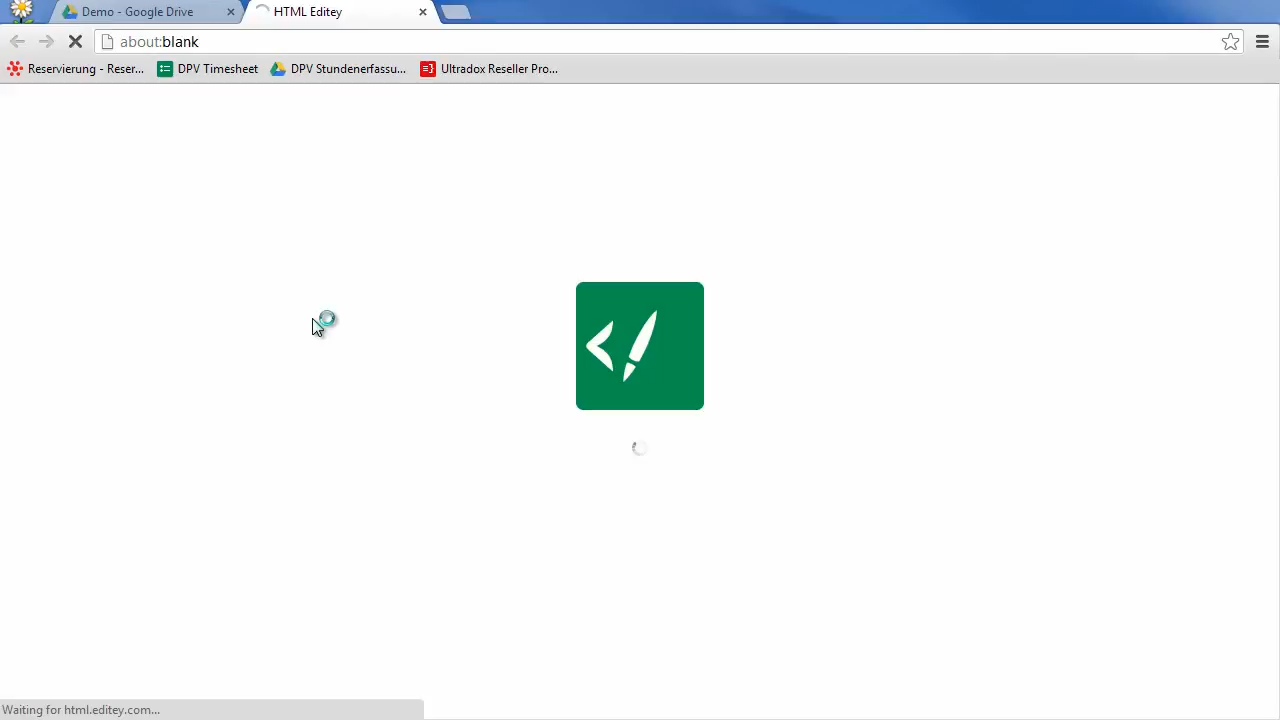 Demo - Google Drive
HTML Editey
about:blank
Reservierung - Reser...
DPV Timesheet
DPV Stundenerfassu...
Ultradox Reseller Pro...
Waiting for html.editey.com...